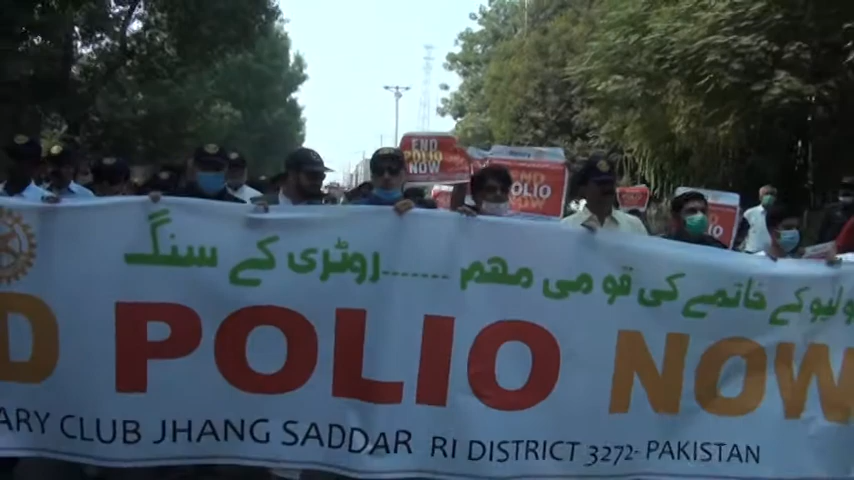 END
POLIO
NOW
POLIO
NOW
پولیو کے خاتمے کی قومی مہم ..... روٹری کے سنگ
D POLIO NOW
ARY CLUB JHANG SADDAR RI DISTRICT 3272- PAKISTAN